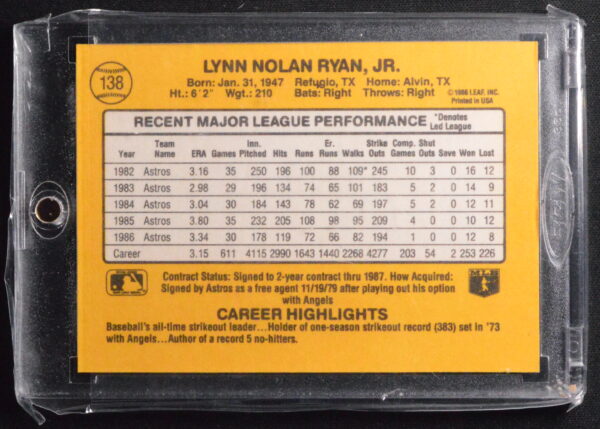 138
LYNN NOLAN RYAN, JR.
Born: Jan. 31, 1947 Refugio, TX Home: Alvin, TX
Ht.: 6'2" Wgt.: 210 Bats: Right Throws: Right
© 1986 LEAF, INC.
Printed in USA
RECENT MAJOR LEAGUE PERFORMANCE
*Denotes
Led League
Year Team Name ERA Games Inn. Pitched Hits Runs Er. Runs Walks Strike Outs Comp. Games Shut Outs Save Won Lost
1982 Astros 3.16 35 250 196 100 88 109* 245 10 3 0 16 12
1983 Astros 2.98 29 196 134 74 65 101 183 5 2 0 14 9
1984 Astros 3.04 30 184 143 78 62 69 197 5 2 0 12 11
1985 Astros 3.80 35 232 205 108 98 95 209 4 0 0 10 12
1986 Astros 3.34 30 178 119 72 66 82 194 1 0 0 12 8
Career 3.15 611 4115 2990 1643 1440 2268 4277 203 54 2 253 226
Contract Status: Signed to 2-year contract thru 1987. How Acquired:
Signed by Astros as a free agent 11/19/79 after playing out his option
with Angels
MLB
CAREER HIGHLIGHTS
Baseball's all-time strikeout leader...Holder of one-season strikeout record (383) set in '73
with Angels...Author of a record 5 no-hitters.